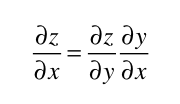 ∂z/∂x = ∂z/∂y ∂y/∂x